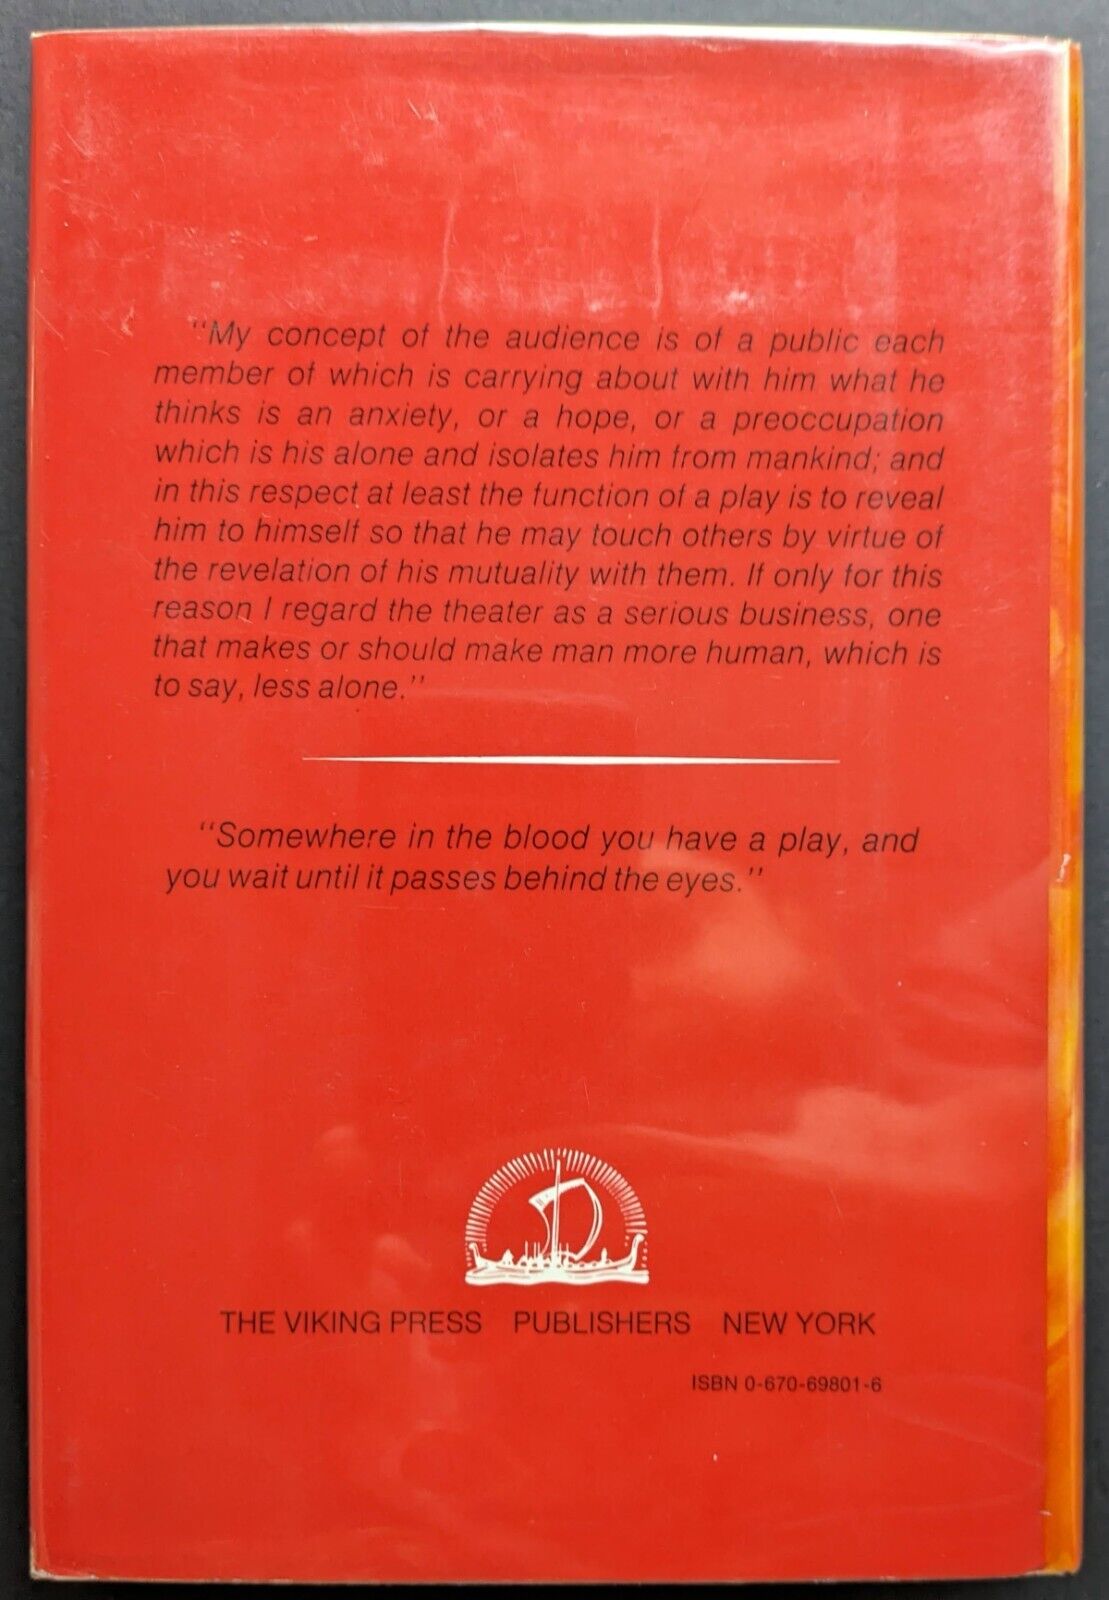 "My concept of the audience is of a public each
member of which is carrying about with him what he
thinks is an anxiety, or a hope, or a preoccupation
which is his alone and isolates him from mankind; and
in this respect at least the function of a play is to reveal
him to himself so that he may touch others by virtue of
the revelation of his mutuality with them. If only for this
reason I regard the theater as a serious business, one
that makes or should make man more human, which is
to say, less alone."
"Somewhere in the blood you have a play, and
you wait until it passes behind the eyes."
THE VIKING PRESS PUBLISHERS NEW YORK
ISBN 0-670-69801-6